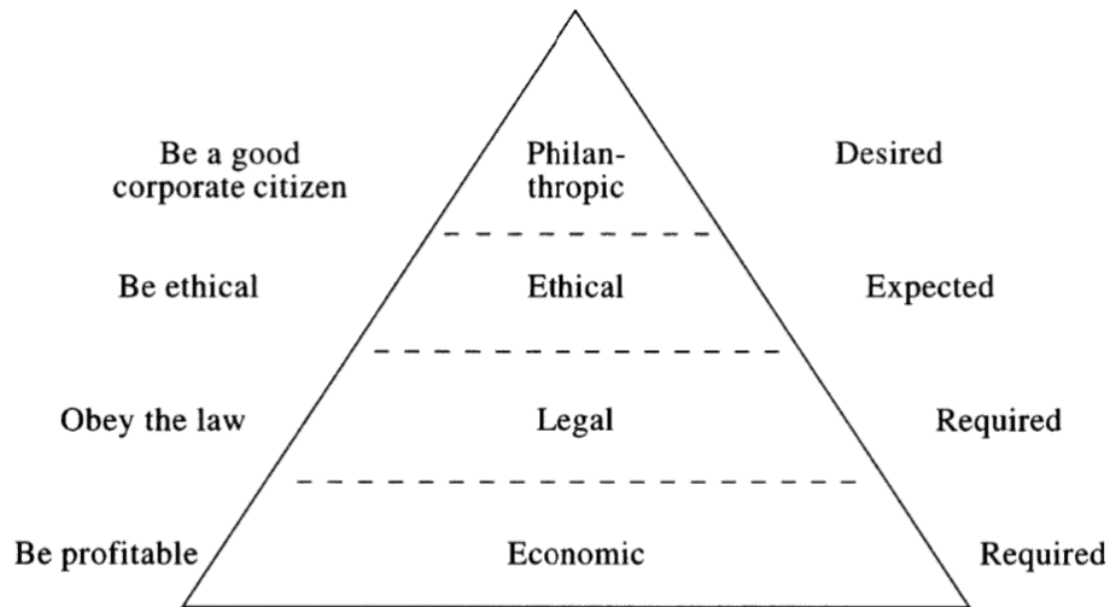 Be a good
corporate citizen
Philan-
thropic
Desired
Be ethical
Ethical
Expected
Obey the law
Legal
Required
Be profitable
Economic
Required